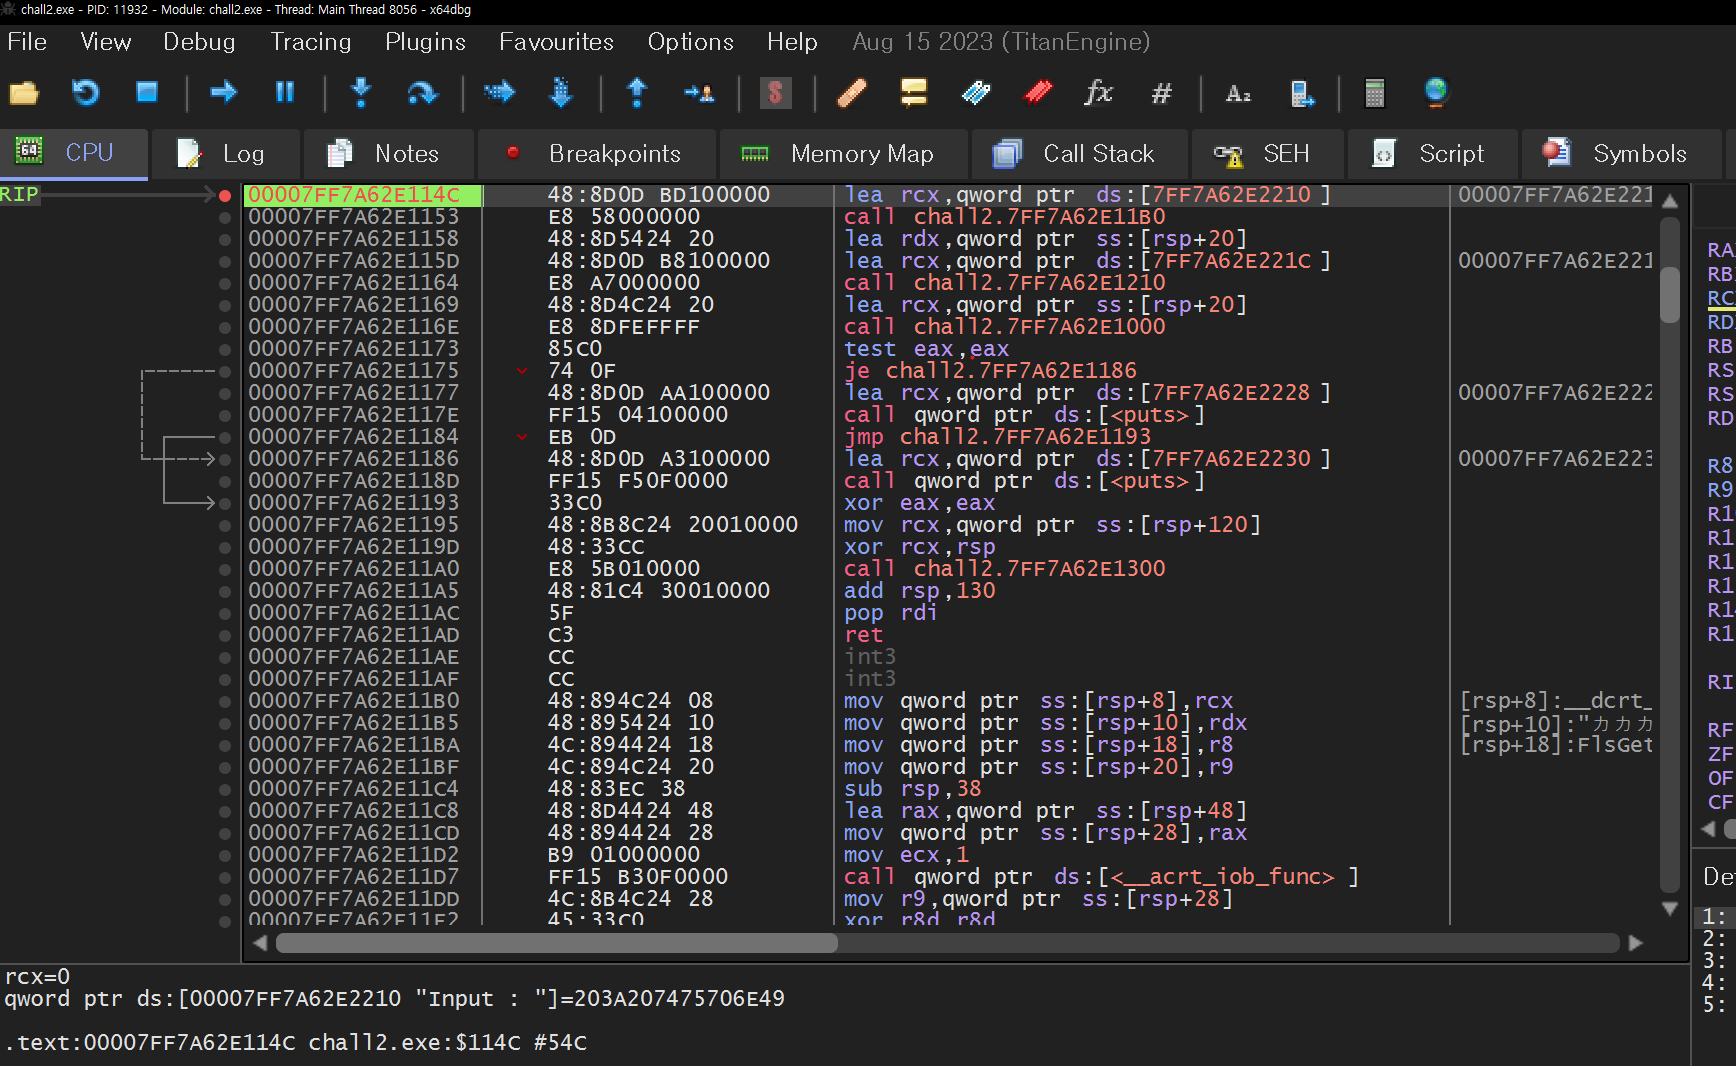 chall2.exe - PID: 11932 - Module: chall2.exe - Thread: Main Thread 8056 - x64dbg
File View Debug Tracing Plugins Favourites Options Help Aug 15 2023 (TitanEngine)
CPU Log Notes Breakpoints Memory Map Call Stack SEH Script Symbols
RIP 00007FF7A62E114C 48:8D0D BD100000 lea rcx,qword ptr ds:[7FF7A62E2210 ] 00007FF7A62E221
00007FF7A62E1153 E8 58000000 call chall2.7FF7A62E11B0
00007FF7A62E1158 48:8D5424 20 lea rdx,qword ptr ss:[rsp+20]
00007FF7A62E115D 48:8D0D B8100000 lea rcx,qword ptr ds:[7FF7A62E221C ] 00007FF7A62E221
00007FF7A62E1164 E8 A7000000 call chall2.7FF7A62E1210
00007FF7A62E1169 48:8D4C24 20 lea rcx,qword ptr ss:[rsp+20]
00007FF7A62E116E E8 8DFEFFFF call chall2.7FF7A62E1000
00007FF7A62E1173 85C0 test eax,eax
00007FF7A62E1175 74 0F je chall2.7FF7A62E1186
00007FF7A62E1177 48:8D0D AA100000 lea rcx,qword ptr ds:[7FF7A62E2228 ] 00007FF7A62E222
00007FF7A62E117E FF15 04100000 call qword ptr ds:[<puts>]
00007FF7A62E1184 EB 0D jmp chall2.7FF7A62E1193
00007FF7A62E1186 48:8D0D A3100000 lea rcx,qword ptr ds:[7FF7A62E2230 ] 00007FF7A62E223
00007FF7A62E118D FF15 F50F0000 call qword ptr ds:[<puts>]
00007FF7A62E1193 33C0 xor eax,eax
00007FF7A62E1195 48:8B8C24 20010000 mov rcx,qword ptr ss:[rsp+120]
00007FF7A62E119D 48:33CC xor rcx,rsp
00007FF7A62E11A0 E8 5B010000 call chall2.7FF7A62E1300
00007FF7A62E11A5 48:81C4 30010000 add rsp,130
00007FF7A62E11AC 5F pop rdi
00007FF7A62E11AD C3 ret
00007FF7A62E11AE CC int3
00007FF7A62E11AF CC int3
00007FF7A62E11B0 48:894C24 08 mov qword ptr ss:[rsp+8],rcx [rsp+8]:__dcrt_
00007FF7A62E11B5 48:895424 10 mov qword ptr ss:[rsp+10],rdx [rsp+10]:"カカカ
00007FF7A62E11BA 4C:894424 18 mov qword ptr ss:[rsp+18],r8 [rsp+18]:FlsGet
00007FF7A62E11BF 4C:894C24 20 mov qword ptr ss:[rsp+20],r9
00007FF7A62E11C4 48:83EC 38 sub rsp,38
00007FF7A62E11C8 48:8D4424 48 lea rax,qword ptr ss:[rsp+48]
00007FF7A62E11CD 48:894424 28 mov qword ptr ss:[rsp+28],rax
00007FF7A62E11D2 B9 01000000 mov ecx,1
00007FF7A62E11D7 FF15 B30F0000 call qword ptr ds:[<__acrt_iob_func> ]
00007FF7A62E11DD 4C:8B4C24 28 mov r9,qword ptr ss:[rsp+28]
00007FF7A62E11E2 45:33C0 xor r8d,r8d
RA
RB
RC
RD
RB
RS
RS
RD
R8
R9
R1
R1
R1
R1
R1
R1
RI
RF
ZF
OF
CF
De
1:
2:
3:
4:
5:
rcx=0
qword ptr ds:[00007FF7A62E2210 "Input : "]=203A207475706E49
.text:00007FF7A62E114C chall2.exe:$114C #54C